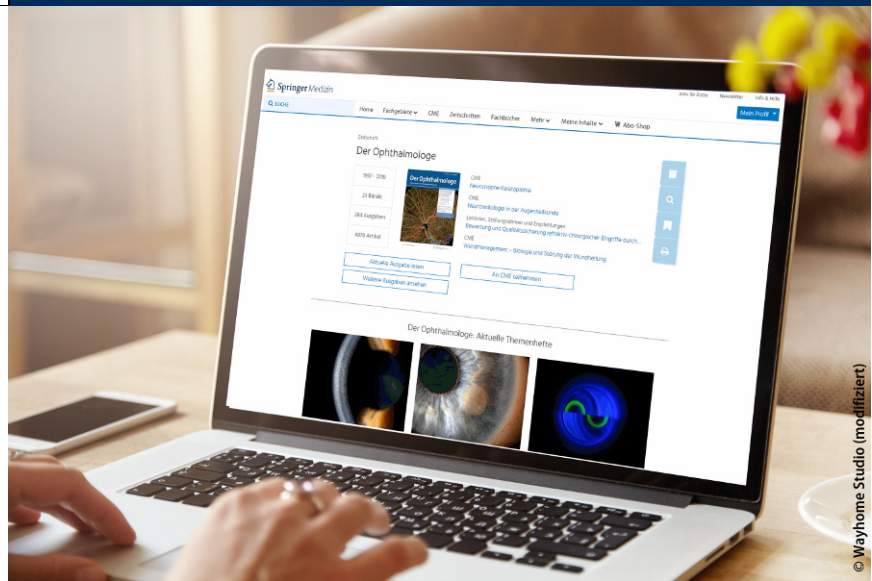 Springer Medizin
Jobs für Ärzte Newsletter Info & Hilfe
SUCHE
Home Fachgebiete CME Zeitschriften Fachbücher Mehr Meine Inhalte Abo-Shop
Mein Profil
Zeitschrift
Der Ophthalmologe
1997 - 2019
23 Bände
284 Ausgaben
Der Ophthalmologe
CME
Neurotrophe Keratopathie
CME
Neuroradiologie in der Augenheilkunde
Leitlinien, Stellungnahmen und Empfehlungen
Bewertung und Qualitätssicherung refraktiv-chirurgischer Eingriffe durch...
CME
Wundmanagement – Biologie und Störung der Wundheilung
Aktuelle Ausgabe lesen
Weitere Ausgaben ansehen
An CME teilnehmen
Der Ophthalmologe: Aktuelle Themenhefte
© Wayhome Studio (modifiziert)